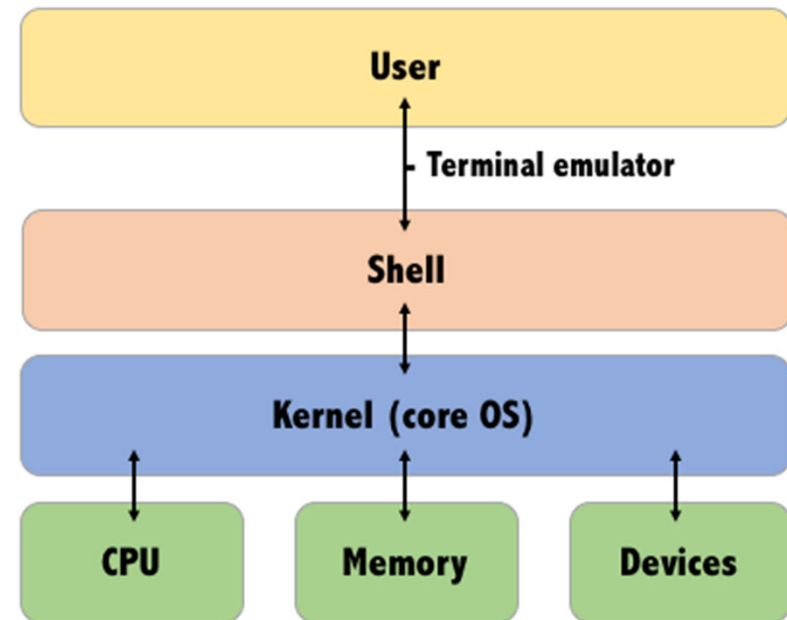 User
- Terminal emulator
Shell
Kernel (core OS)
CPU
Memory
Devices